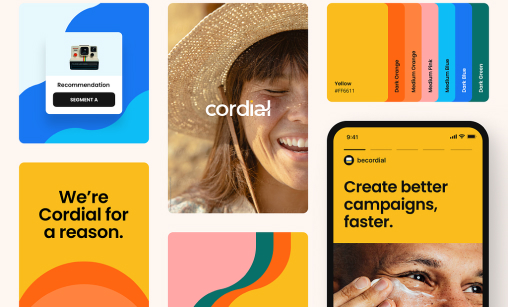 Recommendation
SEGMENT A
We're
Cordial for
a reason.
cordial
Yellow
#FF5611
Dark Orange
Medium Orange
Medium Pink
Medium Blue
Dark Blue
Dark Green
9:41
becordial
Create better
campaigns,
faster.